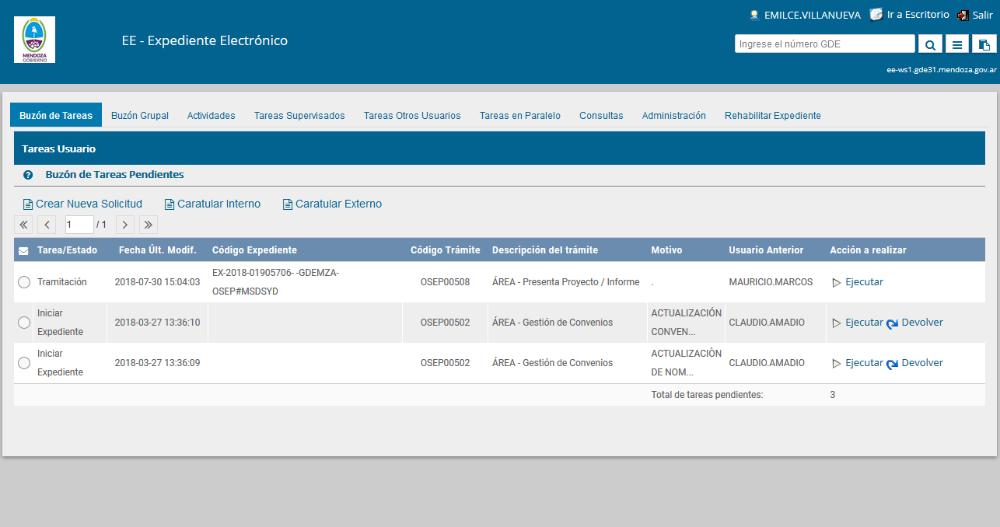 EMILCE.VILLANUEVA Ir a Escritorio Salir
MENDOZA
GOBIERNO
EE - Expediente Electrónico
Ingrese el número GDE
ee-ws1.gde31.mendoza.gov.ar
Buzón de Tareas Buzón Grupal Actividades Tareas Supervisados Tareas Otros Usuarios Tareas en Paralelo Consultas Administración Rehabilitar Expediente
Tareas Usuario
? Buzón de Tareas Pendientes
Crear Nueva Solicitud Caratular Interno Caratular Externo
1 / 1
Tarea/Estado Fecha Últ. Modif. Código Expediente Código Trámite Descripción del trámite Motivo Usuario Anterior Acción a realizar
Tramitación 2018-07-30 15:04:03 EX-2018-01905706- -GDEMZA-
OSEP#MSDSYD OSEP00508 ÁREA - Presenta Proyecto / Informe . MAURICIO.MARCOS Ejecutar
Iniciar
Expediente 2018-03-27 13:36:10 OSEP00502 ÁREA - Gestión de Convenios ACTUALIZACIÓN
CONVEN... CLAUDIO.AMADIO Ejecutar Devolver
Iniciar
Expediente 2018-03-27 13:36:09 OSEP00502 ÁREA - Gestión de Convenios ACTUALIZACIÒN
DE NOM... CLAUDIO.AMADIO Ejecutar Devolver
Total de tareas pendientes: 3